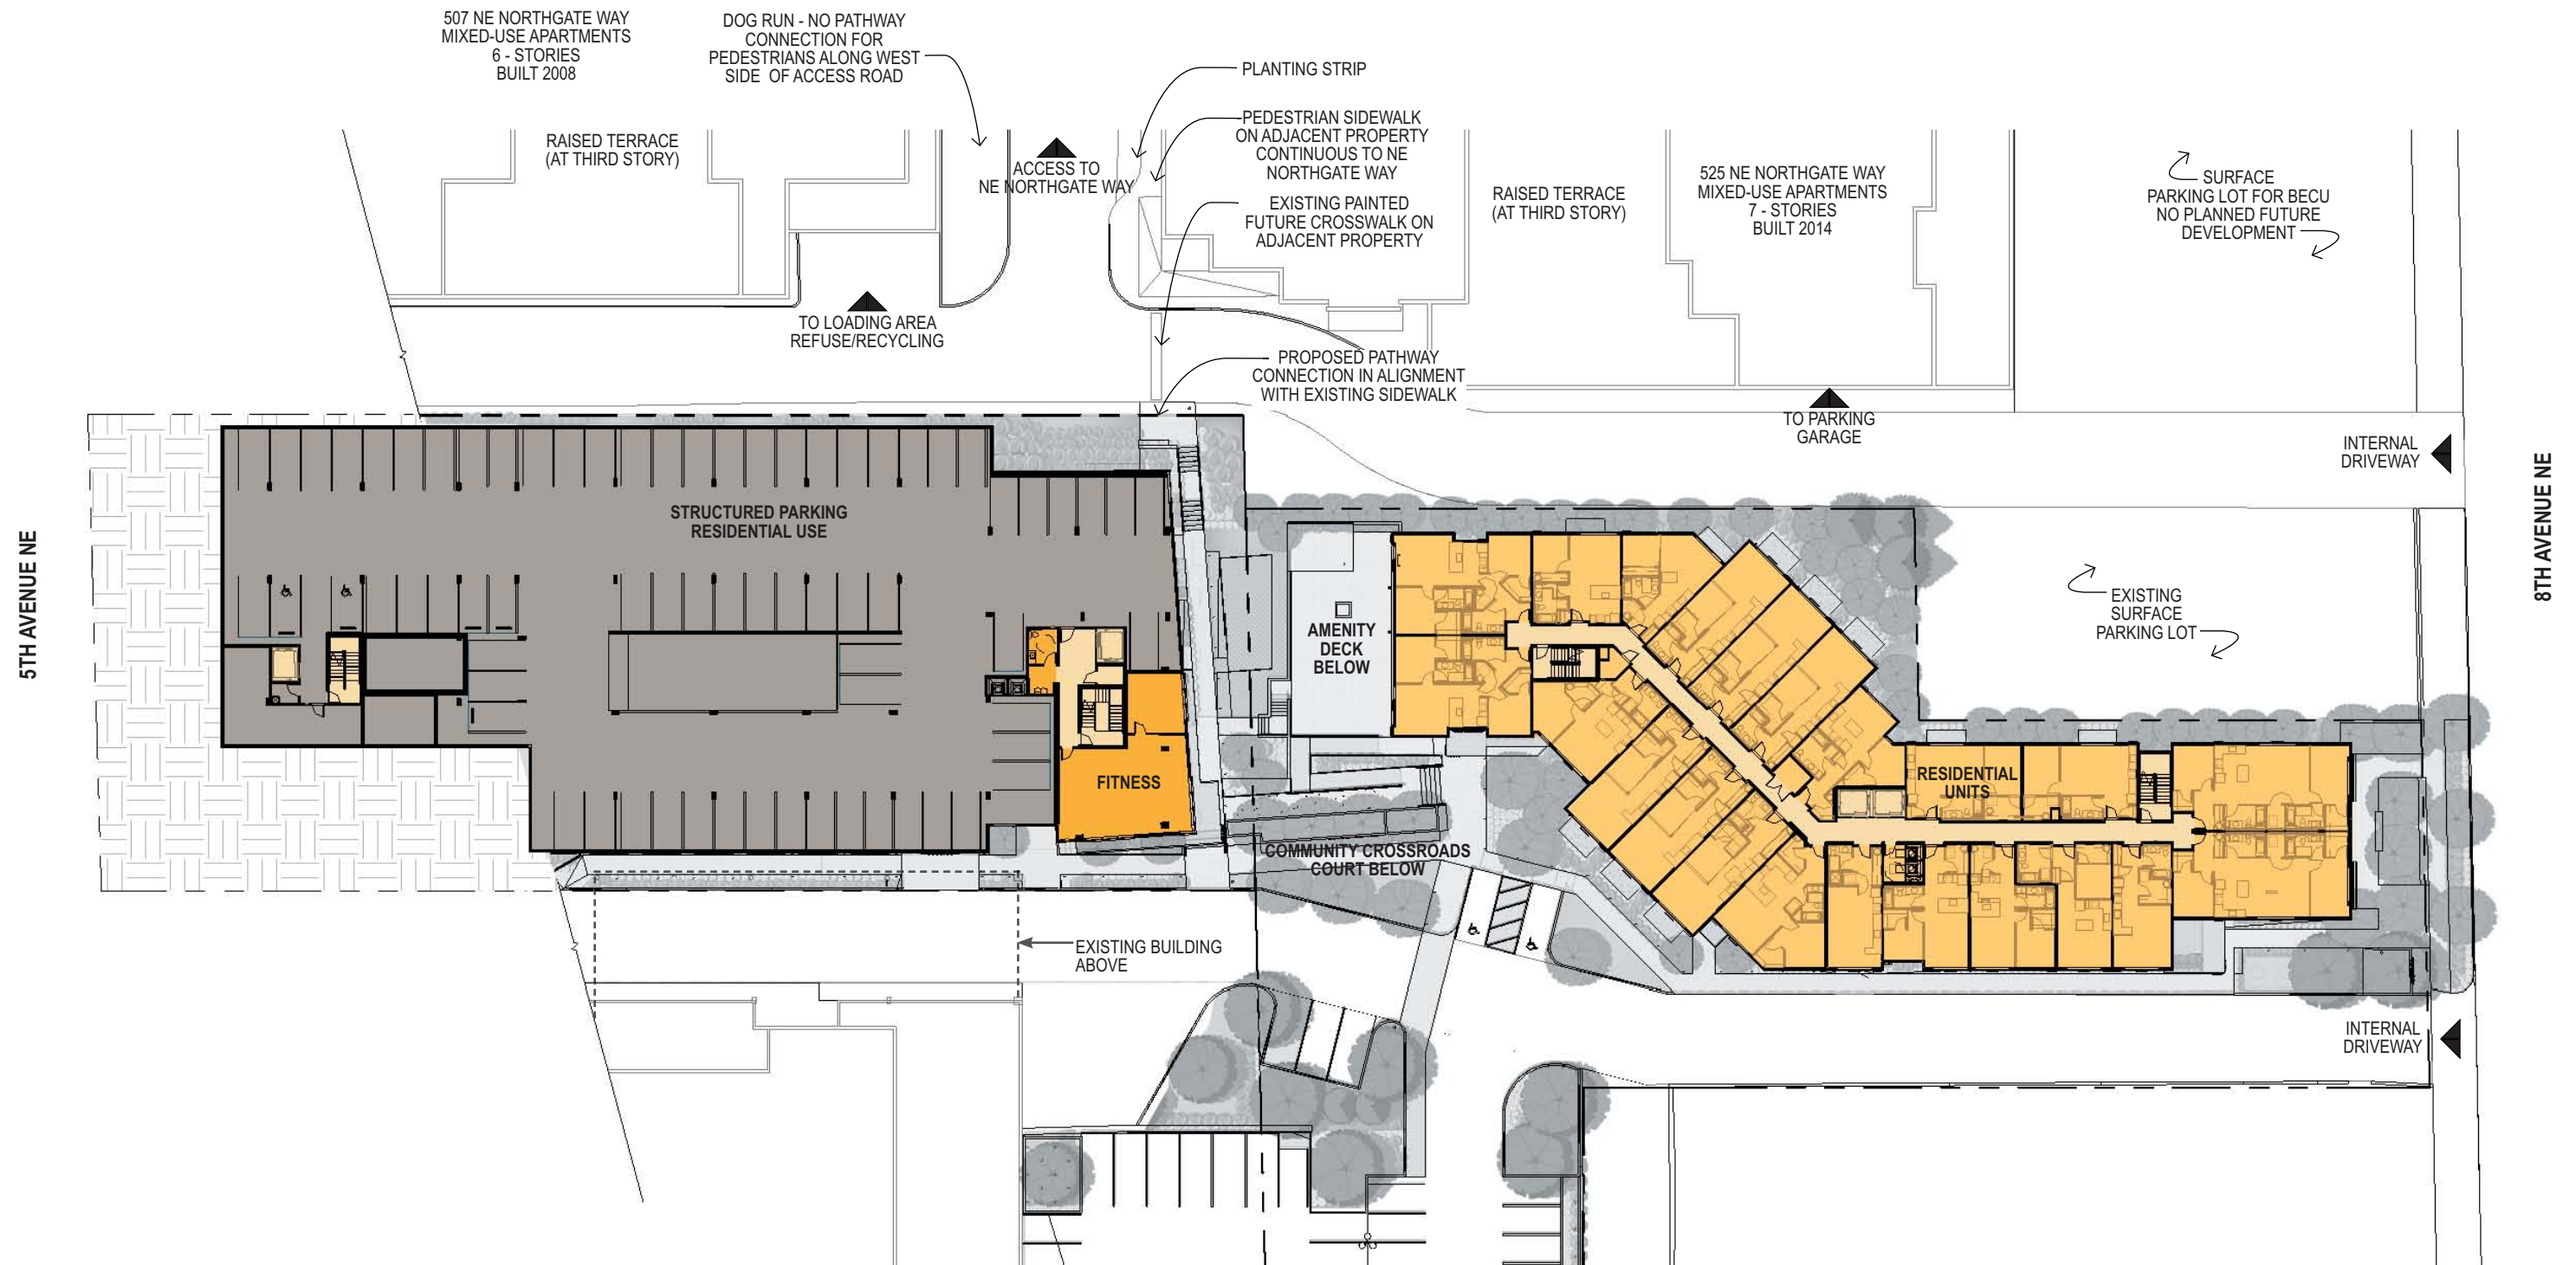 507 NE NORTHGATE WAY
MIXED-USE APARTMENTS
6 - STORIES
BUILT 2008
DOG RUN - NO PATHWAY
CONNECTION FOR
PEDESTRIANS ALONG WEST
SIDE OF ACCESS ROAD
PLANTING STRIP
PEDESTRIAN SIDEWALK
ON ADJACENT PROPERTY
CONTINUOUS TO NE
NORTHGATE WAY
RAISED TERRACE
(AT THIRD STORY)
ACCESS TO
NE NORTHGATE WAY
EXISTING PAINTED
FUTURE CROSSWALK ON
ADJACENT PROPERTY
RAISED TERRACE
(AT THIRD STORY)
525 NE NORTHGATE WAY
MIXED-USE APARTMENTS
7 - STORIES
BUILT 2014
SURFACE
PARKING LOT FOR BECU
NO PLANNED FUTURE
DEVELOPMENT
TO LOADING AREA
REFUSE/RECYCLING
PROPOSED PATHWAY
CONNECTION IN ALIGNMENT
WITH EXISTING SIDEWALK
TO PARKING
GARAGE
INTERNAL
DRIVEWAY
5TH AVENUE NE
8TH AVENUE NE
STRUCTURED PARKING
RESIDENTIAL USE
AMENITY
DECK
BELOW
EXISTING
SURFACE
PARKING LOT
FITNESS
RESIDENTIAL
UNITS
COMMUNITY CROSSROADS
COURT BELOW
EXISTING BUILDING
ABOVE
INTERNAL
DRIVEWAY